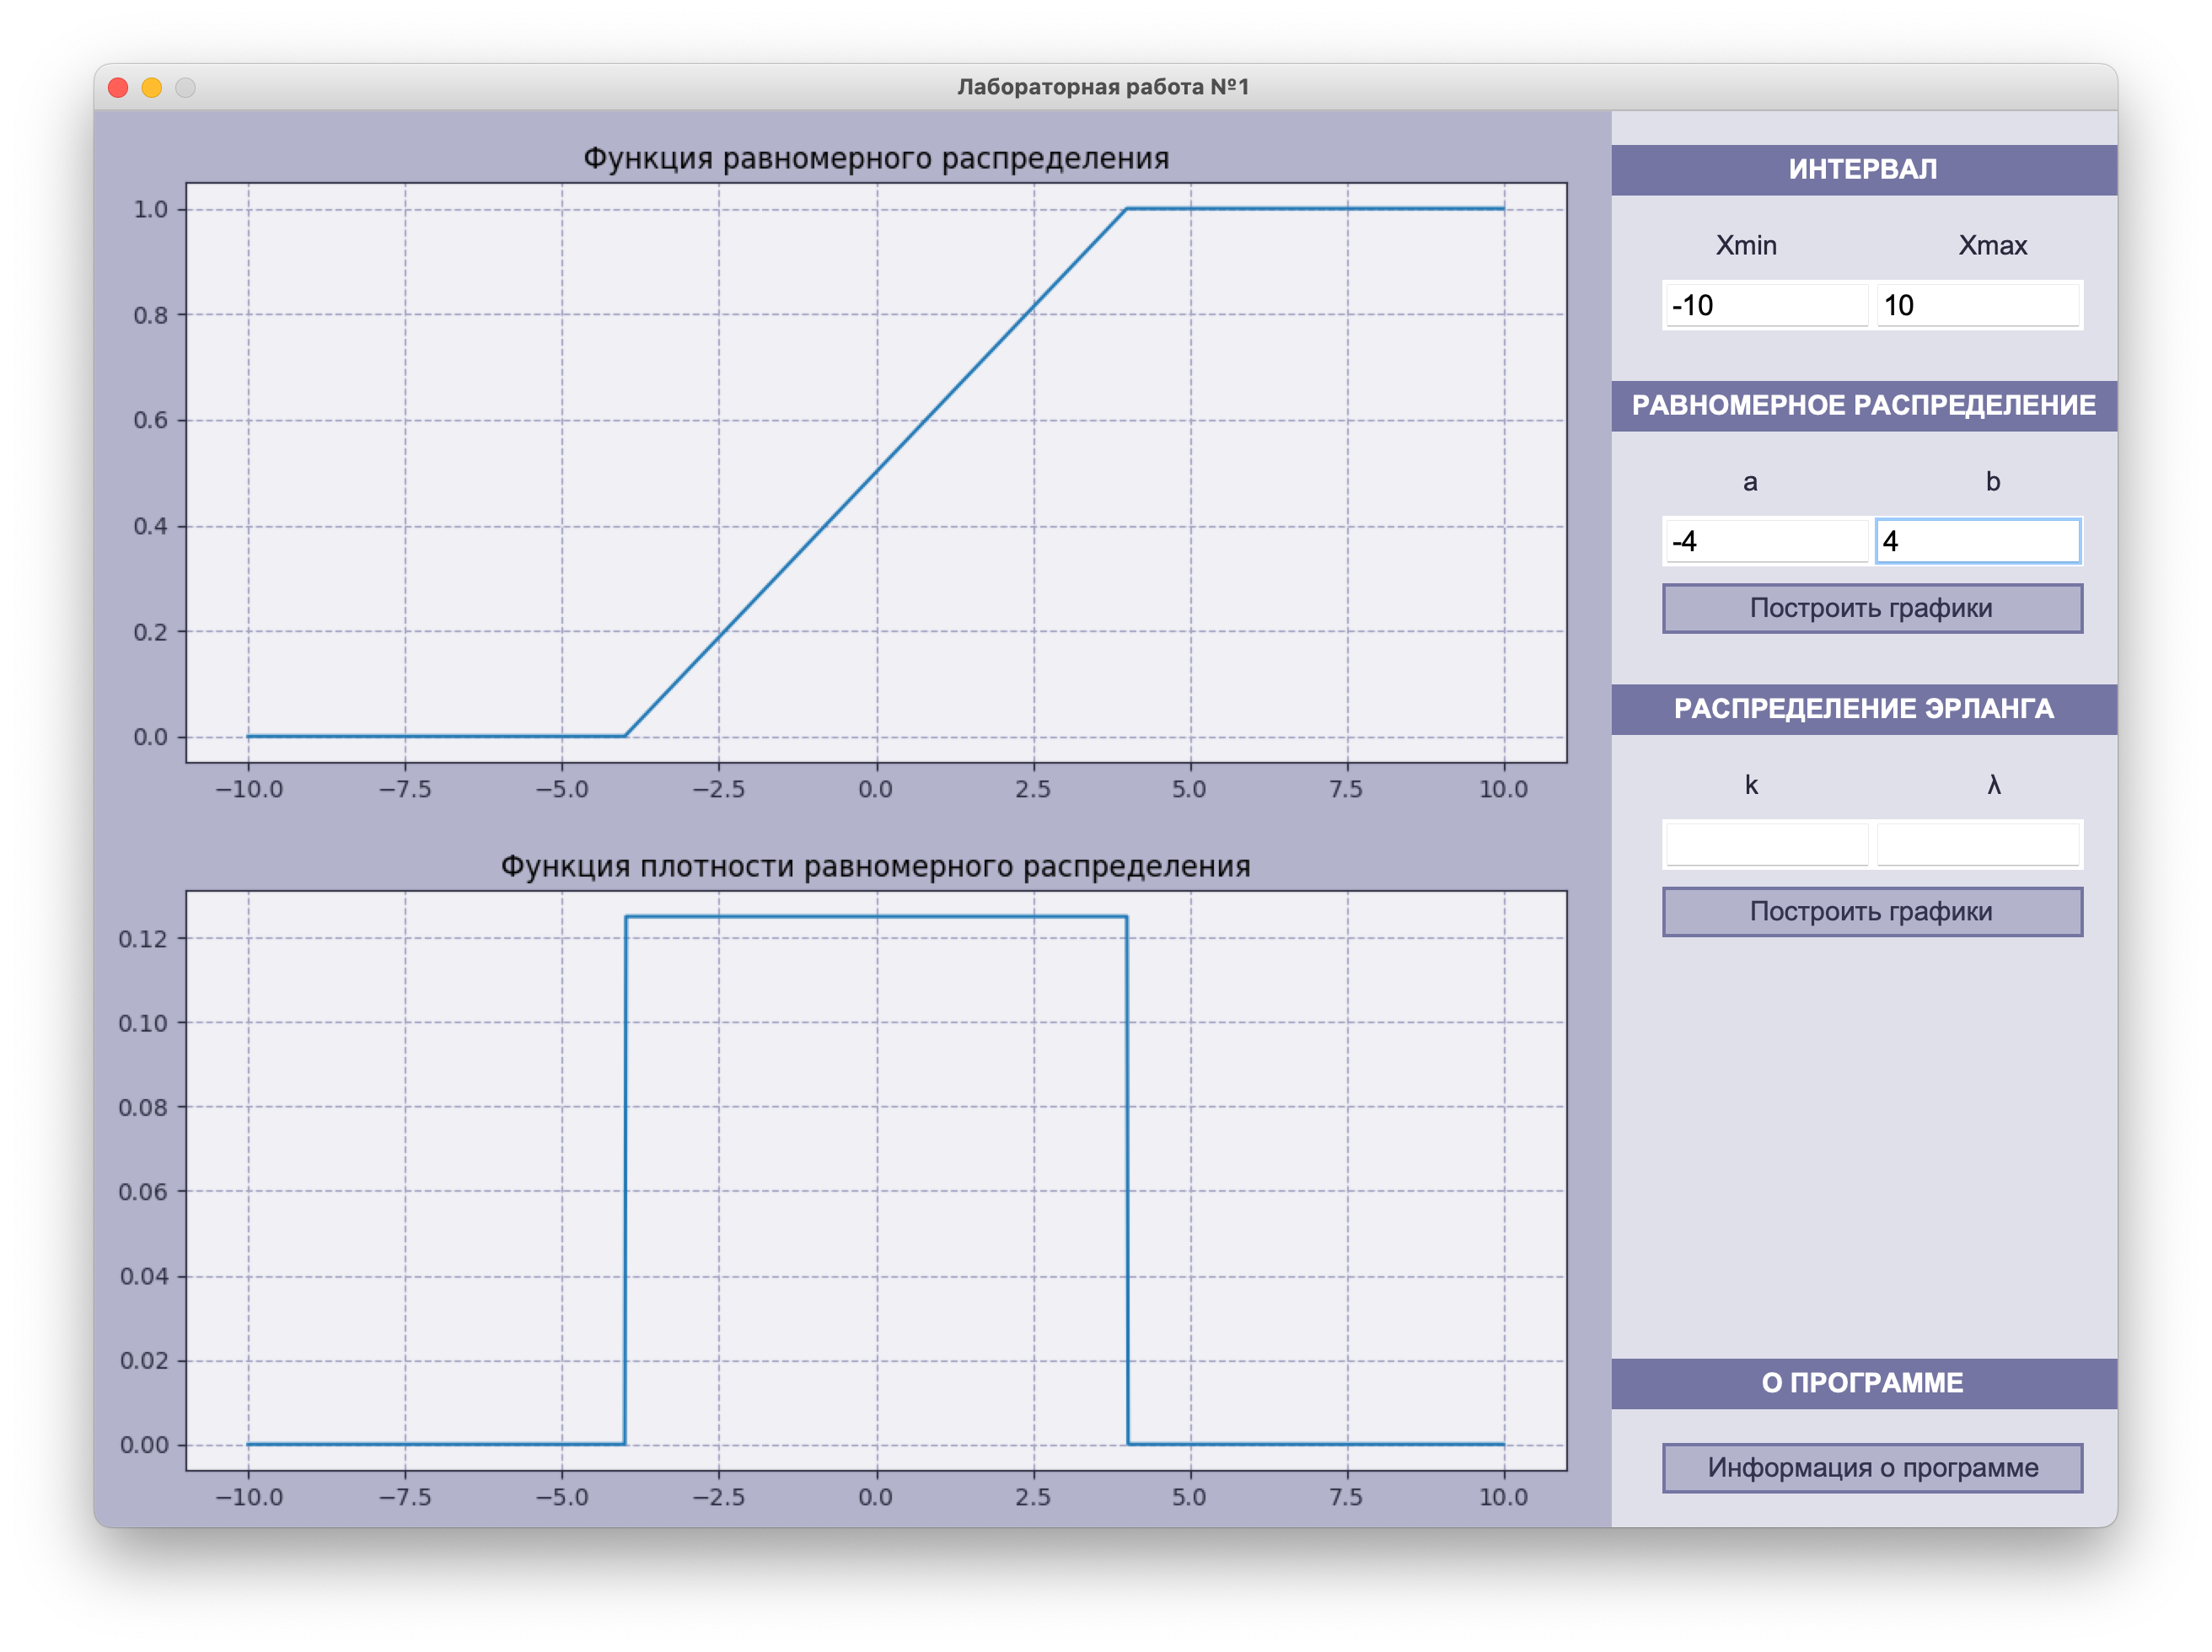 Лабораторная работа №1
Функция равномерного распределения
1.0
0.8
0.6
0.4
0.2
0.0
−10.0 −7.5 −5.0 −2.5 0.0 2.5 5.0 7.5 10.0
Функция плотности равномерного распределения
0.12
0.10
0.08
0.06
0.04
0.02
0.00
−10.0 −7.5 −5.0 −2.5 0.0 2.5 5.0 7.5 10.0
ИНТЕРВАЛ
Xmin Xmax
-10 10
РАВНОМЕРНОЕ РАСПРЕДЕЛЕНИЕ
a b
-4 4
Построить графики
РАСПРЕДЕЛЕНИЕ ЭРЛАНГА
k λ
Построить графики
О ПРОГРАММЕ
Информация о программе